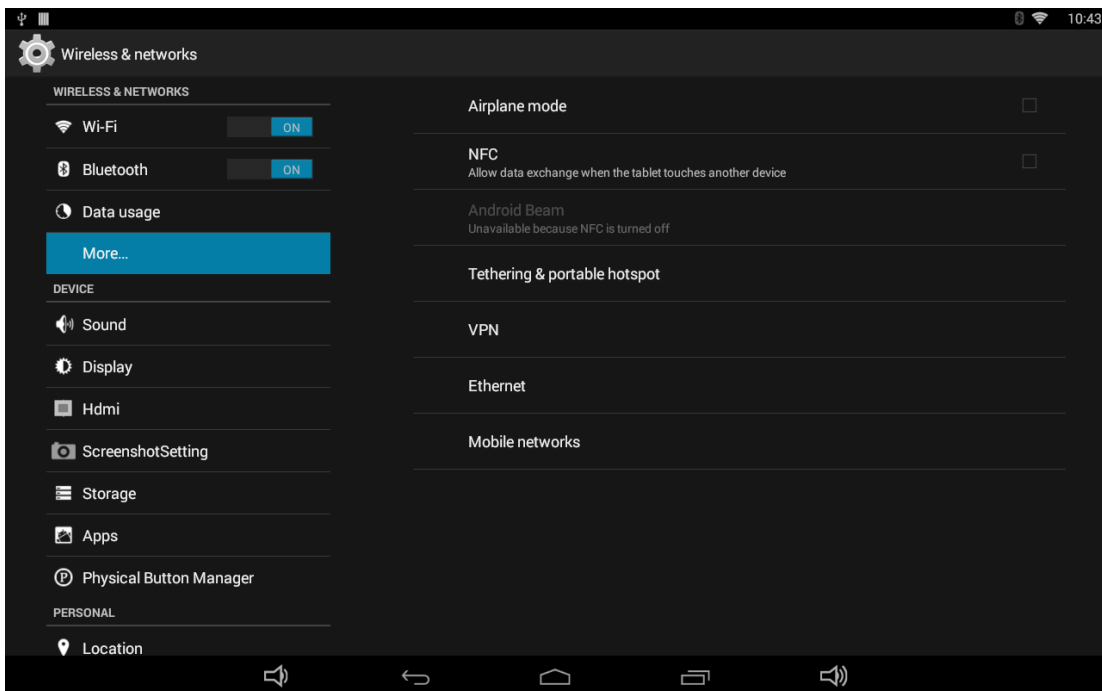 10:43
Wireless & networks
WIRELESS & NETWORKS
Wi-Fi ON
Bluetooth ON
Data usage
More...
DEVICE
Sound
Display
Hdmi
ScreenshotSetting
Storage
Apps
Physical Button Manager
PERSONAL
Location
Airplane mode
NFC
Allow data exchange when the tablet touches another device
Android Beam
Unavailable because NFC is turned off
Tethering & portable hotspot
VPN
Ethernet
Mobile networks